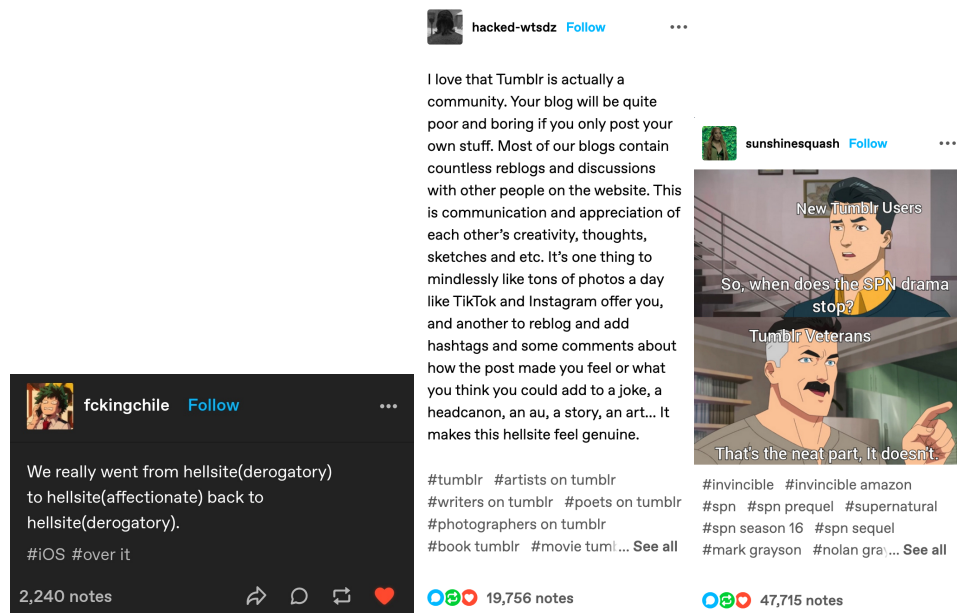 fckingchile Follow
We really went from hellsite(derogatory)
to hellsite(affectionate) back to
hellsite(derogatory).
#iOS #over it
2,240 notes
hacked-wtsdz Follow
I love that Tumblr is actually a
community. Your blog will be quite
poor and boring if you only post your
own stuff. Most of our blogs contain
countless reblogs and discussions
with other people on the website. This
is communication and appreciation of
each other's creativity, thoughts,
sketches and etc. It's one thing to
mindlessly like tons of photos a day
like TikTok and Instagram offer you,
and another to reblog and add
hashtags and some comments about
how the post made you feel or what
you think you could add to a joke, a
headcanon, an au, a story, an art... It
makes this hellsite feel genuine.
#tumblr #artists on tumblr
#writers on tumblr #poets on tumblr
#photographers on tumblr
#book tumblr #movie tuml... See all
19,756 notes
sunshinesquash Follow
New Tumblr Users
So, when does the SPN drama
stop?
Tumblr Veterans
That's the neat part, It doesn't.
#invincible #invincible amazon
#spn #spn prequel #supernatural
#spn season 16 #spn sequel
#mark grayson #nolan gra... See all
47,715 notes